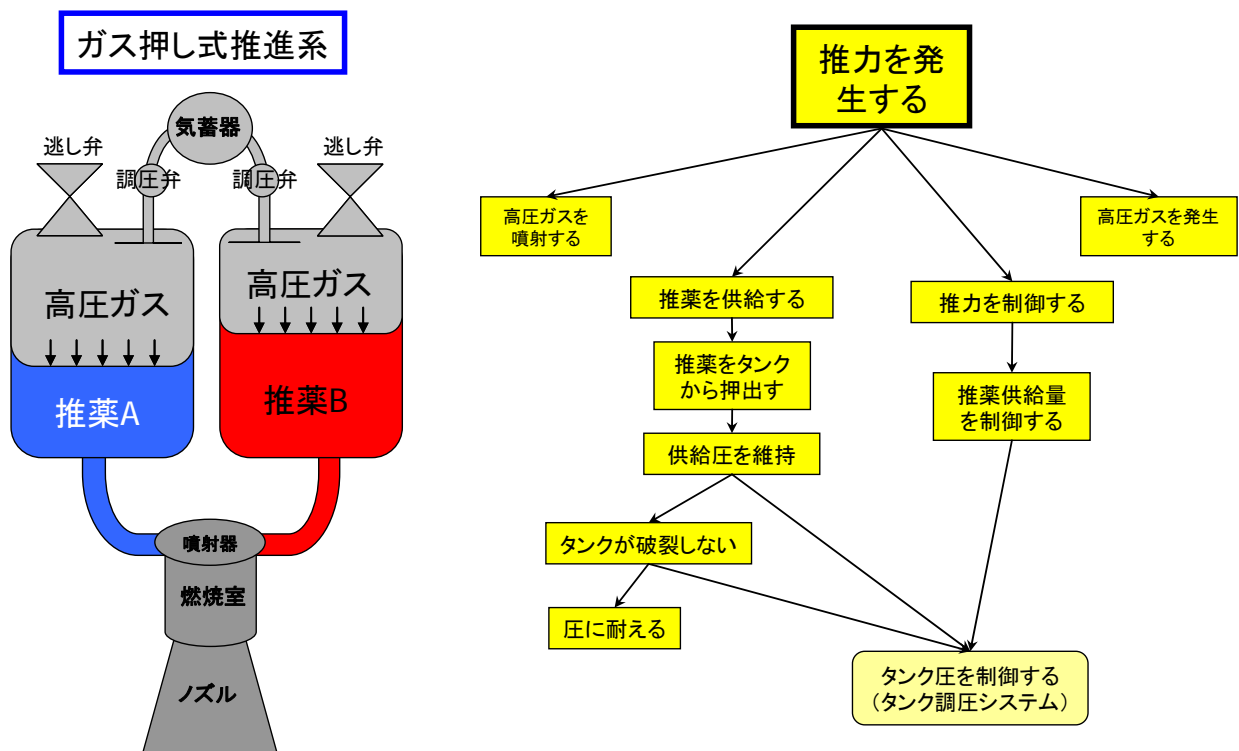 ガス押し式推進系
気蓄器
逃し弁
逃し弁
調圧弁
調圧弁
高圧ガス
高圧ガス
推薬A
推薬B
噴射器
燃焼室
ノズル
推力を発
生する
高圧ガスを
噴射する
高圧ガスを発生
する
推薬を供給する
推力を制御する
推薬をタンク
から押出す
推薬供給量
を制御する
供給圧を維持
タンクが破裂しない
圧に耐える
タンク圧を制御する
（タンク調圧システム）